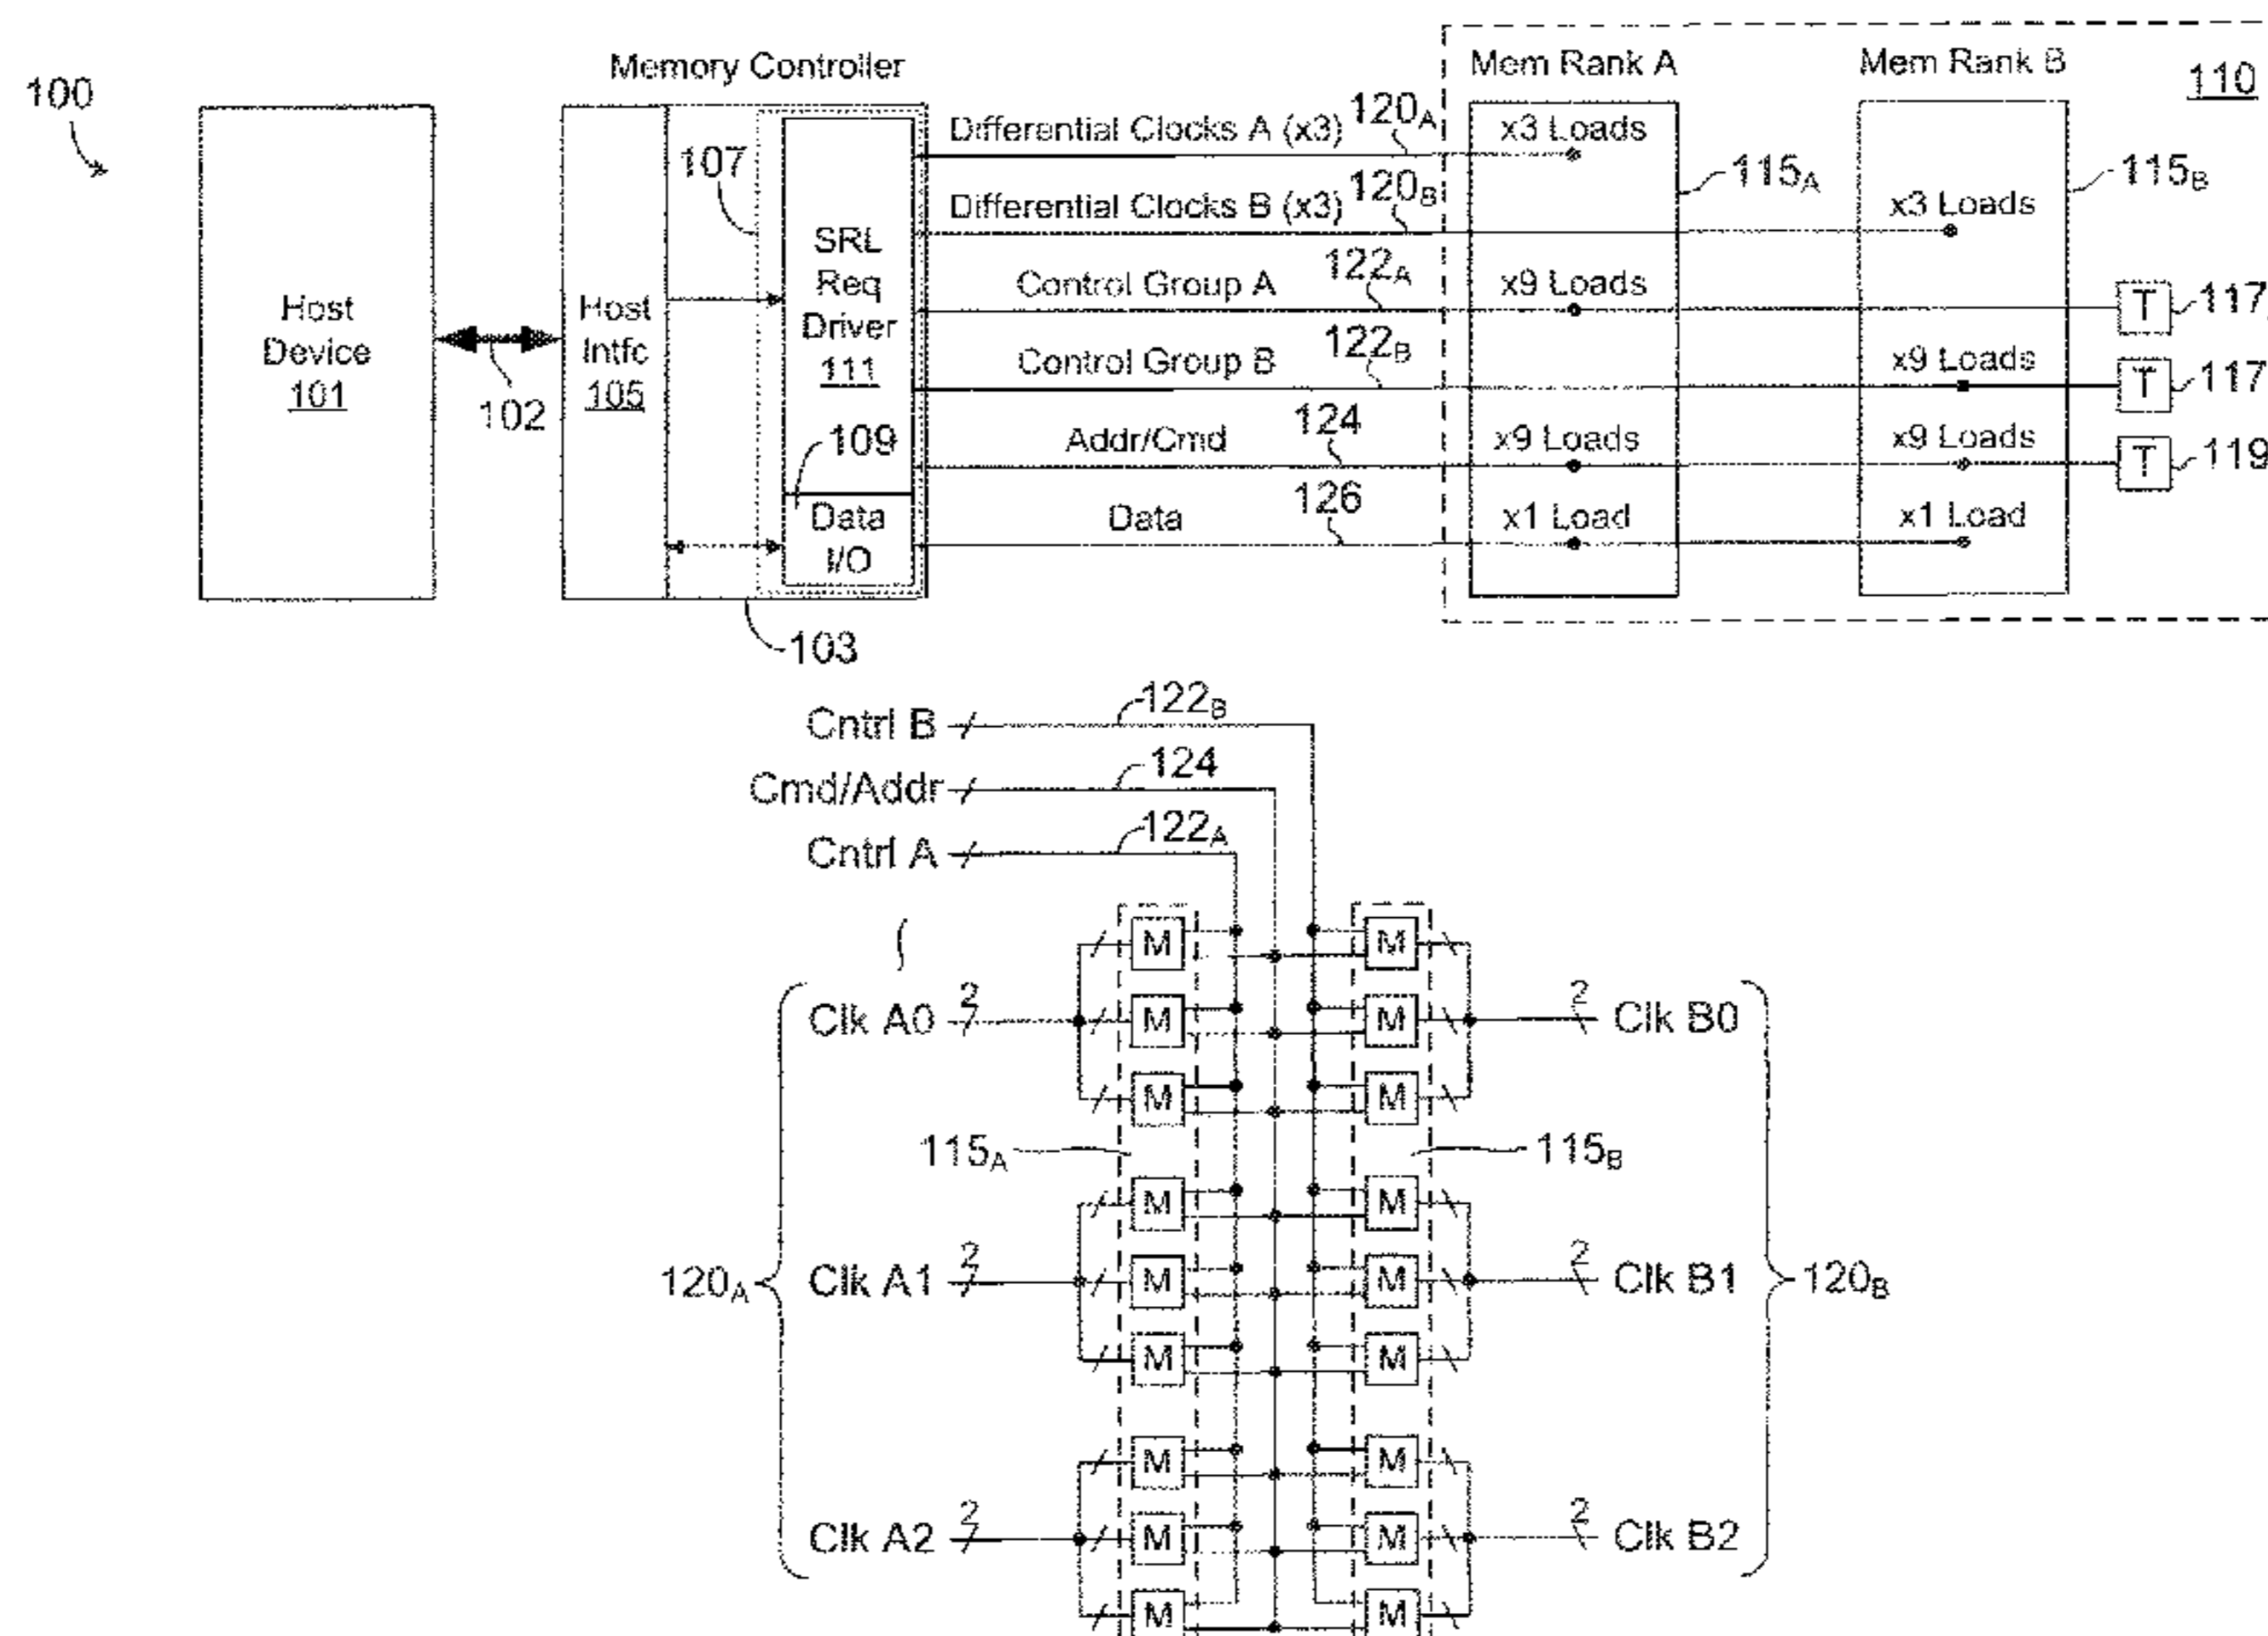 100
Memory Controller
Mem Rank A
Mem Rank B
110
Host
Device
101
102
Host
Intfc
105
107
SRL
Req
Driver
111
109
Data
I/O
103
Differential Clocks A (x3)
120A
x3 Loads
115A
115B
Differential Clocks B (x3)
120B
x3 Loads
Control Group A
122A
x9 Loads
T
117
Control Group B
122B
x9 Loads
T
117
Addr/Cmd
124
x9 Loads
x9 Loads
T
119
Data
126
x1 Load
x1 Load
Cntrl B
122B
Cmd/Addr
124
Cntrl A
122A
M
M
Clk A0
2
M
M
2
Clk B0
M
M
115A
115B
M
M
120A
Clk A1
2
M
M
2
Clk B1
120B
M
M
M
M
Clk A2
2
M
M
2
Clk B2
M
M